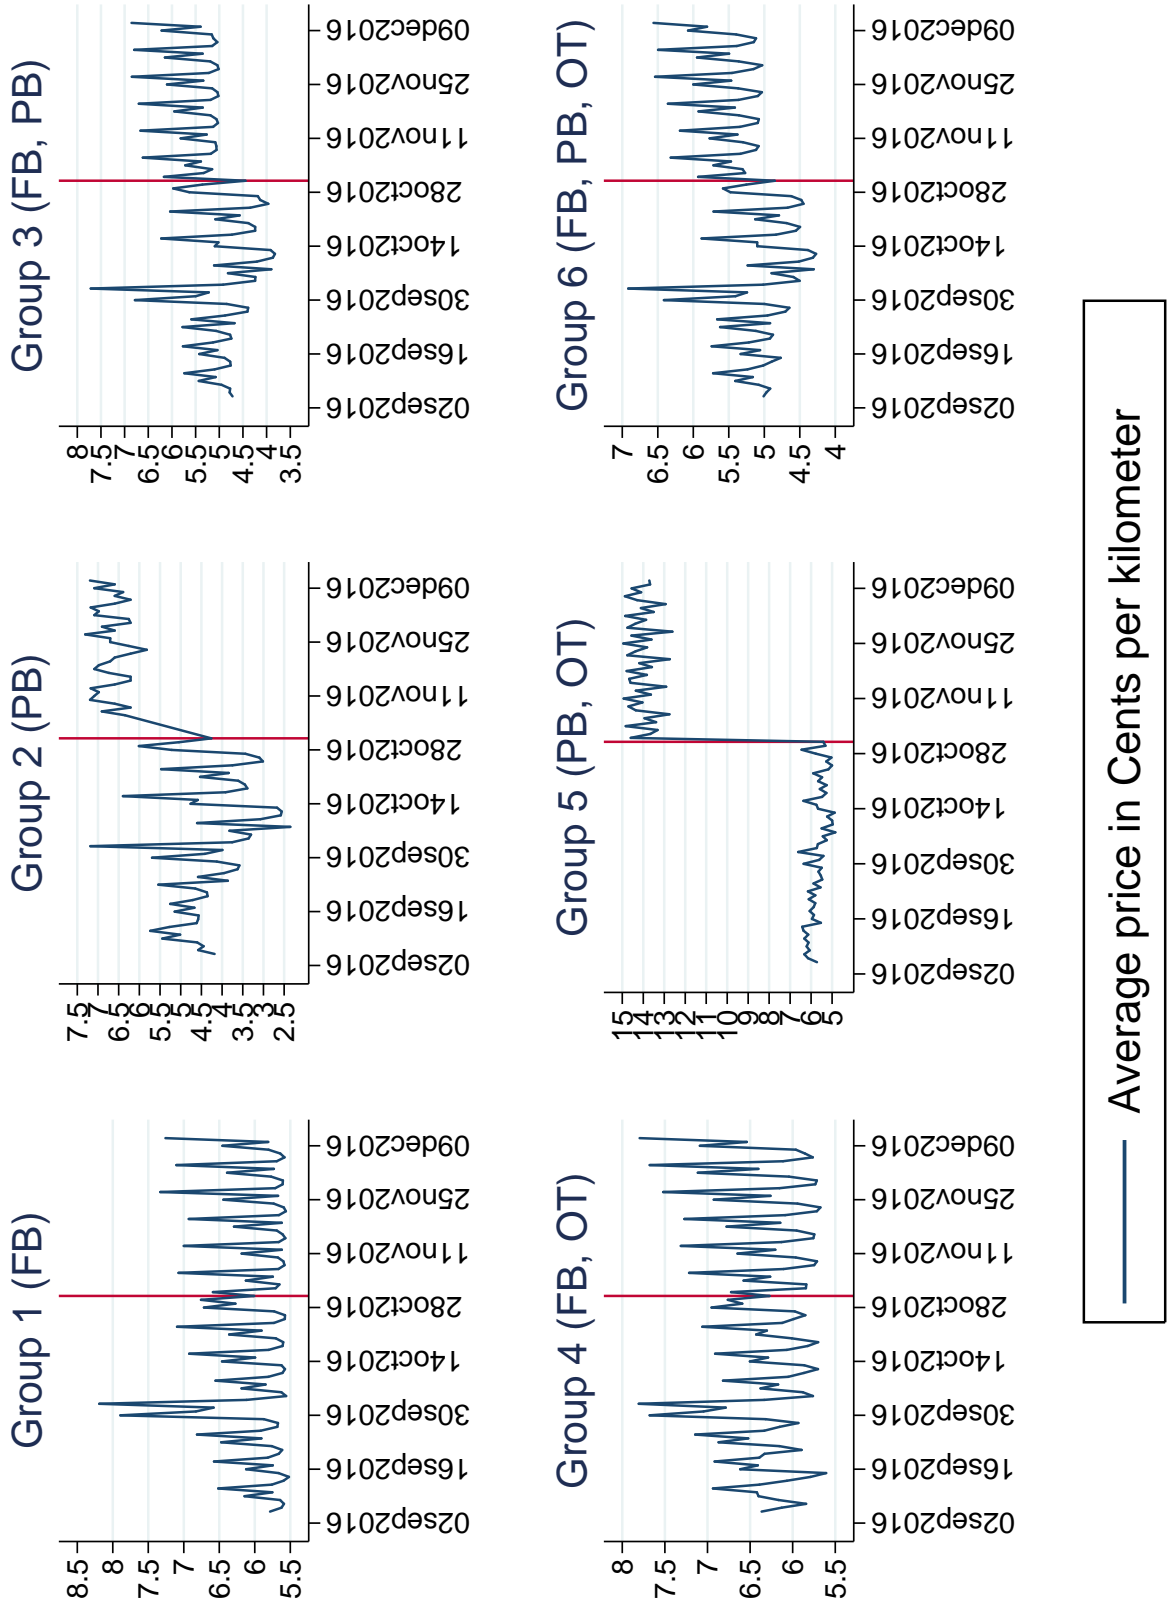 Group 1 (FB)
8.5
8
7.5
7
6.5
6
5.5
02sep2016
16sep2016
30sep2016
14oct2016
28oct2016
11nov2016
25nov2016
09dec2016
Group 2 (PB)
7.5
7
6.5
6
5.5
5
4.5
4
3.5
3
2.5
02sep2016
16sep2016
30sep2016
14oct2016
28oct2016
11nov2016
25nov2016
09dec2016
Group 3 (FB, PB)
8
7.5
7
6.5
6
5.5
5
4.5
4
3.5
02sep2016
16sep2016
30sep2016
14oct2016
28oct2016
11nov2016
25nov2016
09dec2016
Group 4 (FB, OT)
8
7.5
7
6.5
6
5.5
02sep2016
16sep2016
30sep2016
14oct2016
28oct2016
11nov2016
25nov2016
09dec2016
Group 5 (PB, OT)
15
14
13
12
11
10
9
8
7
6
5
02sep2016
16sep2016
30sep2016
14oct2016
28oct2016
11nov2016
25nov2016
09dec2016
Group 6 (FB, PB, OT)
7
6.5
6
5.5
5
4.5
4
02sep2016
16sep2016
30sep2016
14oct2016
28oct2016
11nov2016
25nov2016
09dec2016
Average price in Cents per kilometer